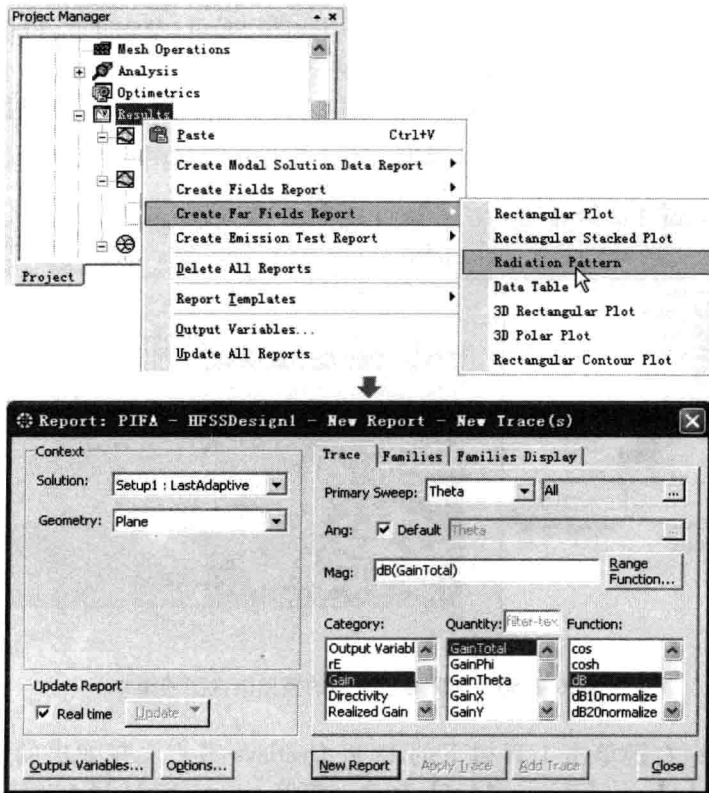 Project Manager
Mesh Operations
Analysis
Optimetrics
Results
Paste Ctrl+V
Create Modal Solution Data Report
Create Fields Report
Create Far Fields Report
Create Emission Test Report
Delete All Reports
Report Templates
Output Variables...
Update All Reports
Project
Rectangular Plot
Rectangular Stacked Plot
Radiation Pattern
Data Table
3D Rectangular Plot
3D Polar Plot
Rectangular Contour Plot
Report: PIFA - HFSSDesign1 - New Report - New Trace(s)
Context
Solution: Setup1 : LastAdaptive
Geometry: Plane
Update Report
Real time Update
Output Variables... Options...
Trace Families Families Display
Primary Sweep: Theta All ...
Ang: Default Theta ...
Mag: dB(GainTotal) Range Function...
Category: Quantity: filter-tex Function:
Output Variabl GainTotal cos
rE GainPhi cosh
Gain GainTheta dB
Directivity GainX dB10normalize
Realized Gain GainY dB20normalize
New Report Apply Trace Add Trace Close